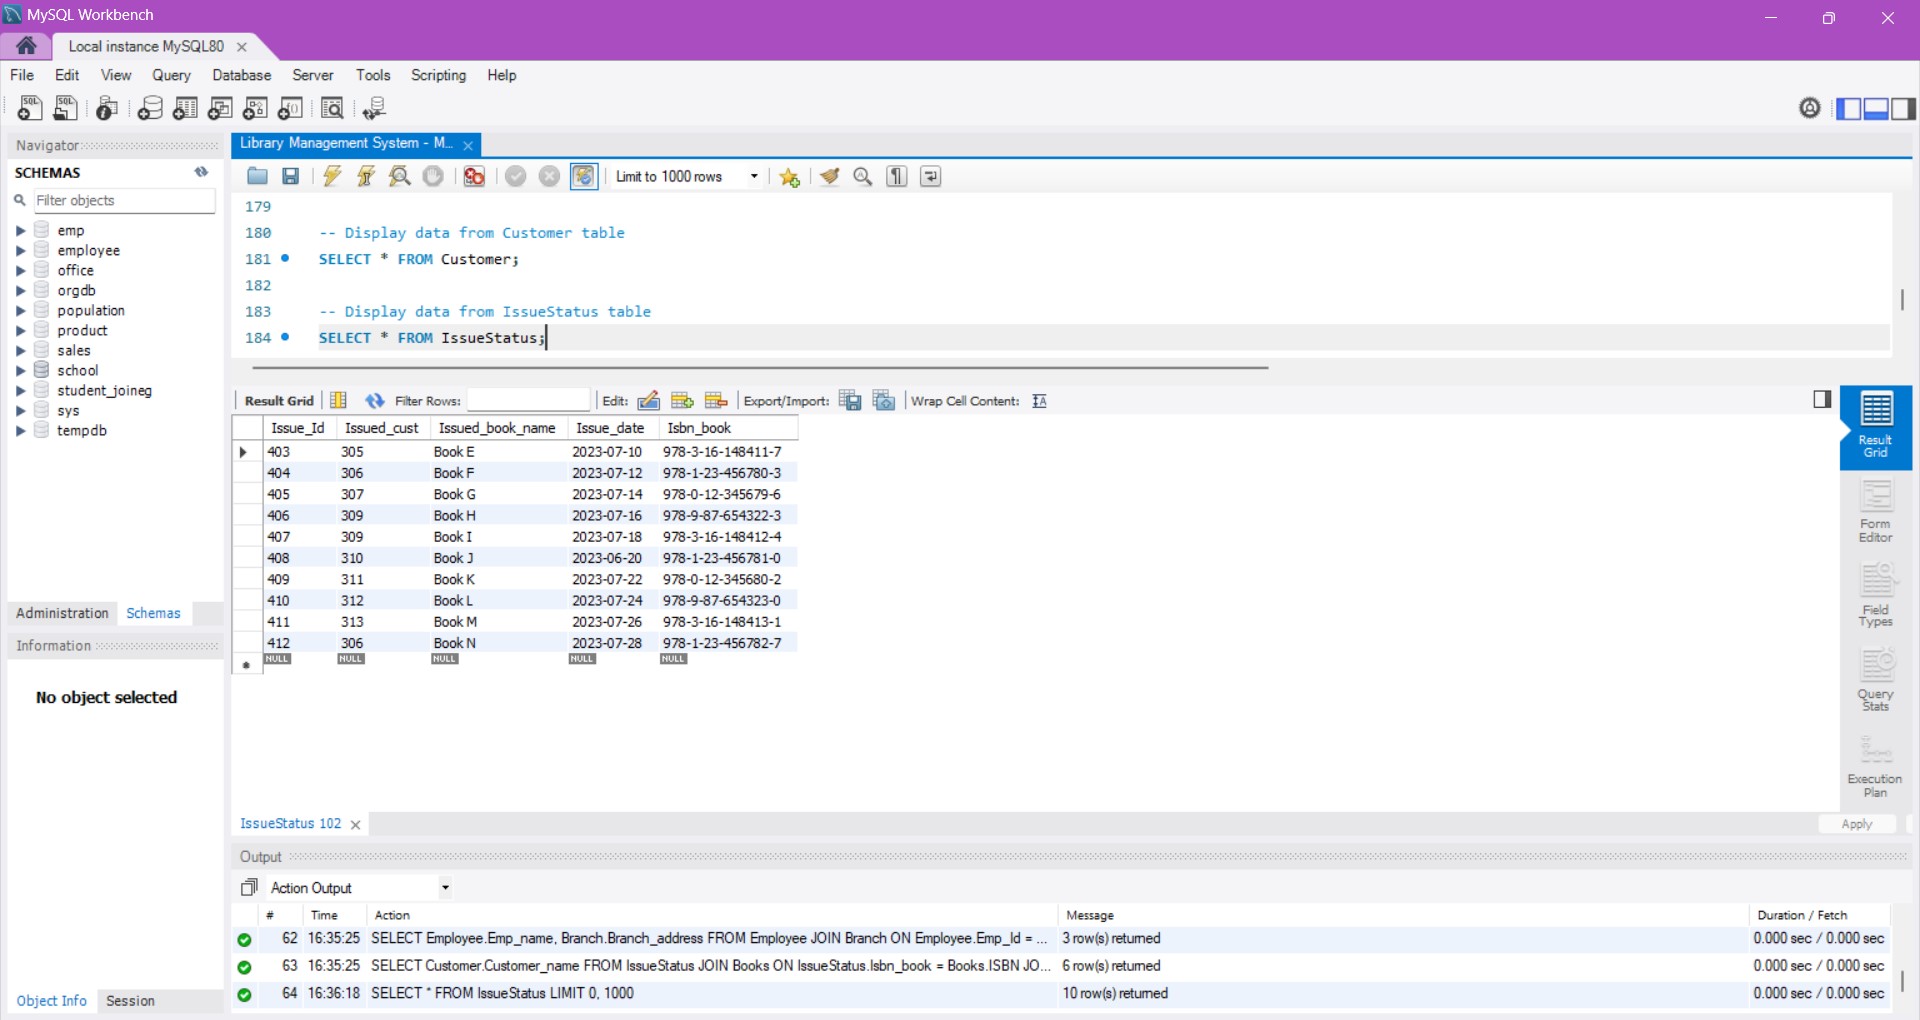 MySQL Workbench
Local instance MySQL80
File Edit View Query Database Server Tools Scripting Help
Navigator
SCHEMAS
Filter objects
emp
employee
office
orgdb
population
product
sales
school
student_joineg
sys
tempdb
Administration Schemas
Information
No object selected
Object Info Session
Library Management System - M...
Limit to 1000 rows
179
180 -- Display data from Customer table
181 SELECT * FROM Customer;
182
183 -- Display data from IssueStatus table
184 SELECT * FROM IssueStatus;
Result Grid Filter Rows: Edit: Export/Import: Wrap Cell Content:
Issue_Id Issued_cust Issued_book_name Issue_date Isbn_book
403 305 Book E 2023-07-10 978-3-16-148411-7
404 306 Book F 2023-07-12 978-1-23-456780-3
405 307 Book G 2023-07-14 978-0-12-345679-6
406 309 Book H 2023-07-16 978-9-87-654322-3
407 309 Book I 2023-07-18 978-3-16-148412-4
408 310 Book J 2023-06-20 978-1-23-456781-0
409 311 Book K 2023-07-22 978-0-12-345680-2
410 312 Book L 2023-07-24 978-9-87-654323-0
411 313 Book M 2023-07-26 978-3-16-148413-1
412 306 Book N 2023-07-28 978-1-23-456782-7
NULL NULL NULL NULL NULL
Result
Grid
Form
Editor
Field
Types
Query
Stats
Execution
Plan
IssueStatus 102
Apply
Output
Action Output
# Time Action Message Duration / Fetch
62 16:35:25 SELECT Employee.Emp_name, Branch.Branch_address FROM Employee JOIN Branch ON Employee.Emp_Id = ... 3 row(s) returned 0.000 sec / 0.000 sec
63 16:35:25 SELECT Customer.Customer_name FROM IssueStatus JOIN Books ON IssueStatus.Isbn_book = Books.ISBN JO... 6 row(s) returned 0.000 sec / 0.000 sec
64 16:36:18 SELECT * FROM IssueStatus LIMIT 0, 1000 10 row(s) returned 0.000 sec / 0.000 sec